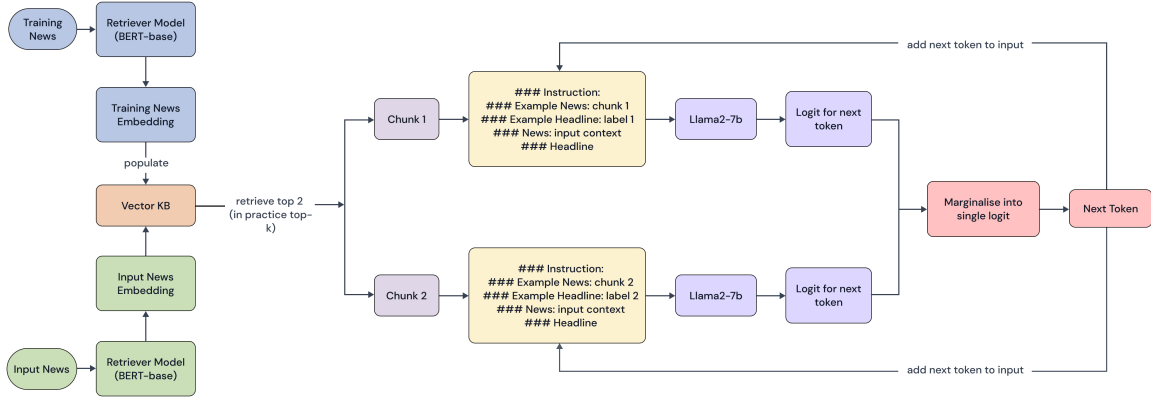 Training
News
Retriever Model
(BERT-base)
Training News
Embedding
populate
Vector KB
Input News
Embedding
Input News
Retriever Model
(BERT-base)
retrieve top 2
(in practice top-
k)
Chunk 1
### Instruction:
### Example News: chunk 1
### Example Headline: label 1
### News: input context
### Headline
Llama2-7b
Logit for next
token
add next token to input
Chunk 2
### Instruction:
### Example News: chunk 2
### Example Headline: label 2
### News: input context
### Headline
Llama2-7b
Logit for next
token
Marginalise into
single logit
Next Token
add next token to input